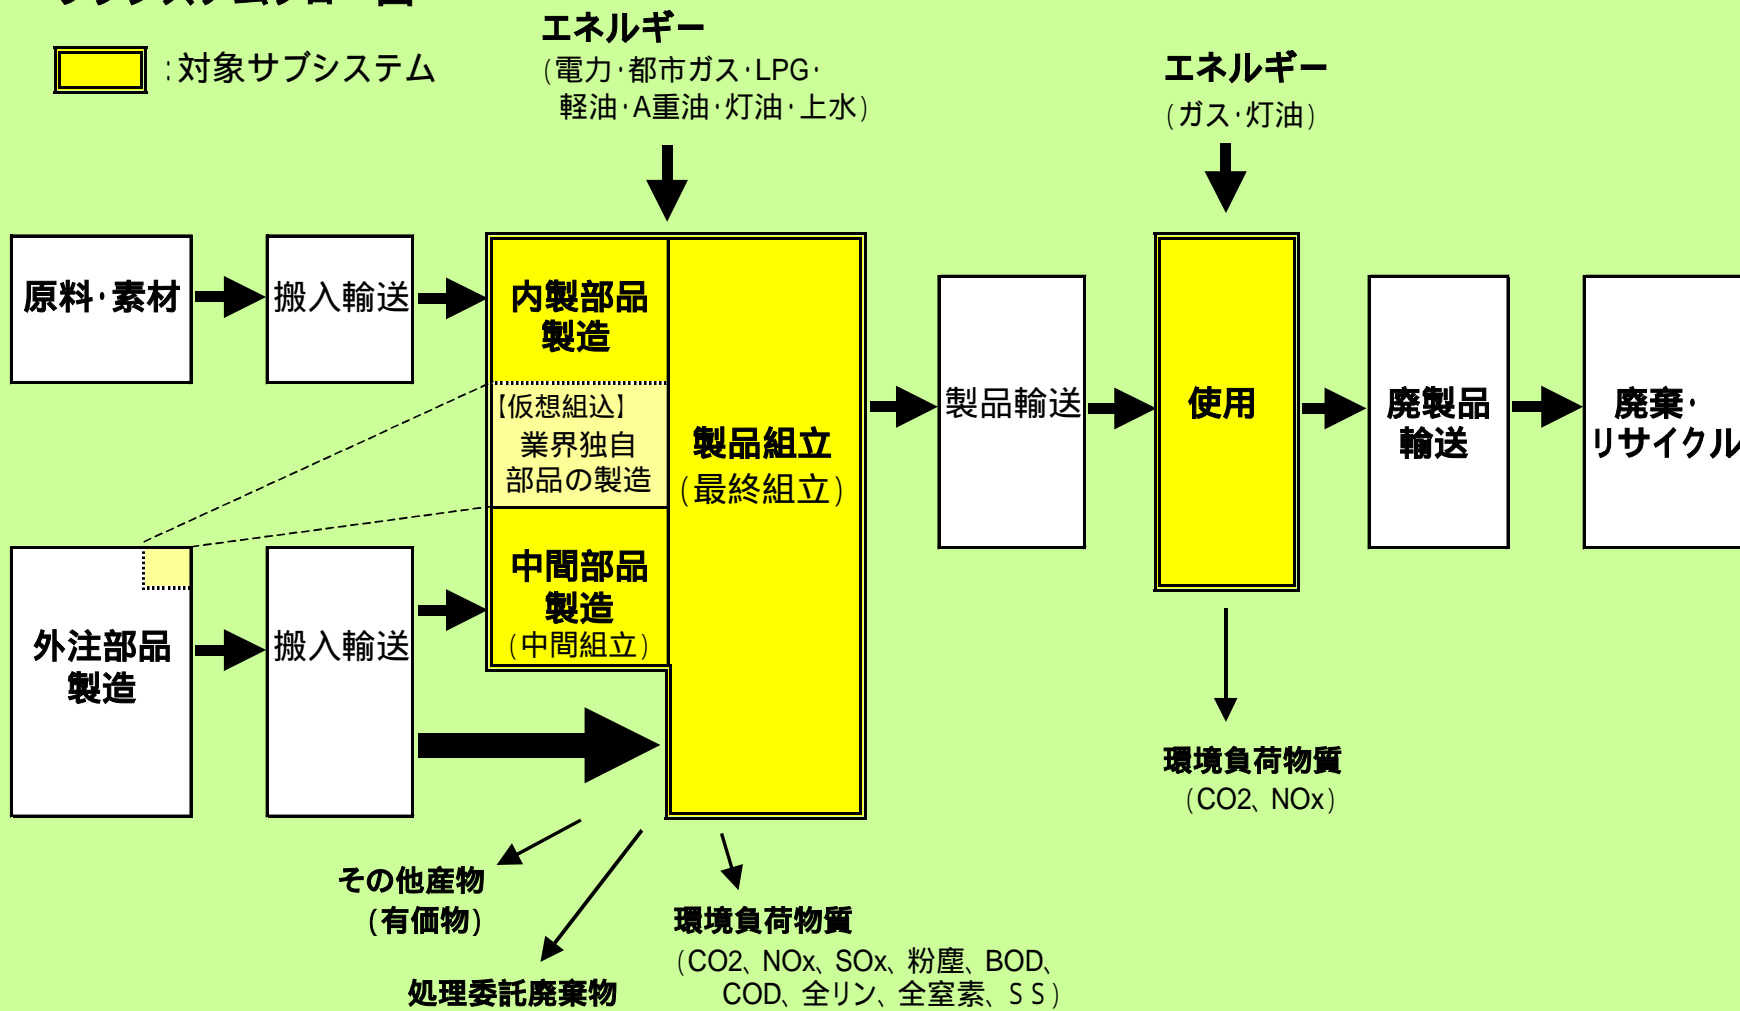 :対象サブシステム
エネルギー
(電力・都市ガス・LPG・
軽油・A重油・灯油・上水)
エネルギー
(ガス・灯油)
原料・素材
搬入輸送
内製部品
製造
【仮想組込】
業界独自
部品の製造
中間部品
製造
(中間組立)
製品組立
(最終組立)
製品輸送
使用
廃製品
輸送
廃棄・
リサイクル
外注部品
製造
搬入輸送
環境負荷物質
(CO2、NOx)
その他産物
(有価物)
処理委託廃棄物
環境負荷物質
(CO2、NOx、SOx、粉塵、BOD、
COD、全リン、全窒素、ＳＳ)